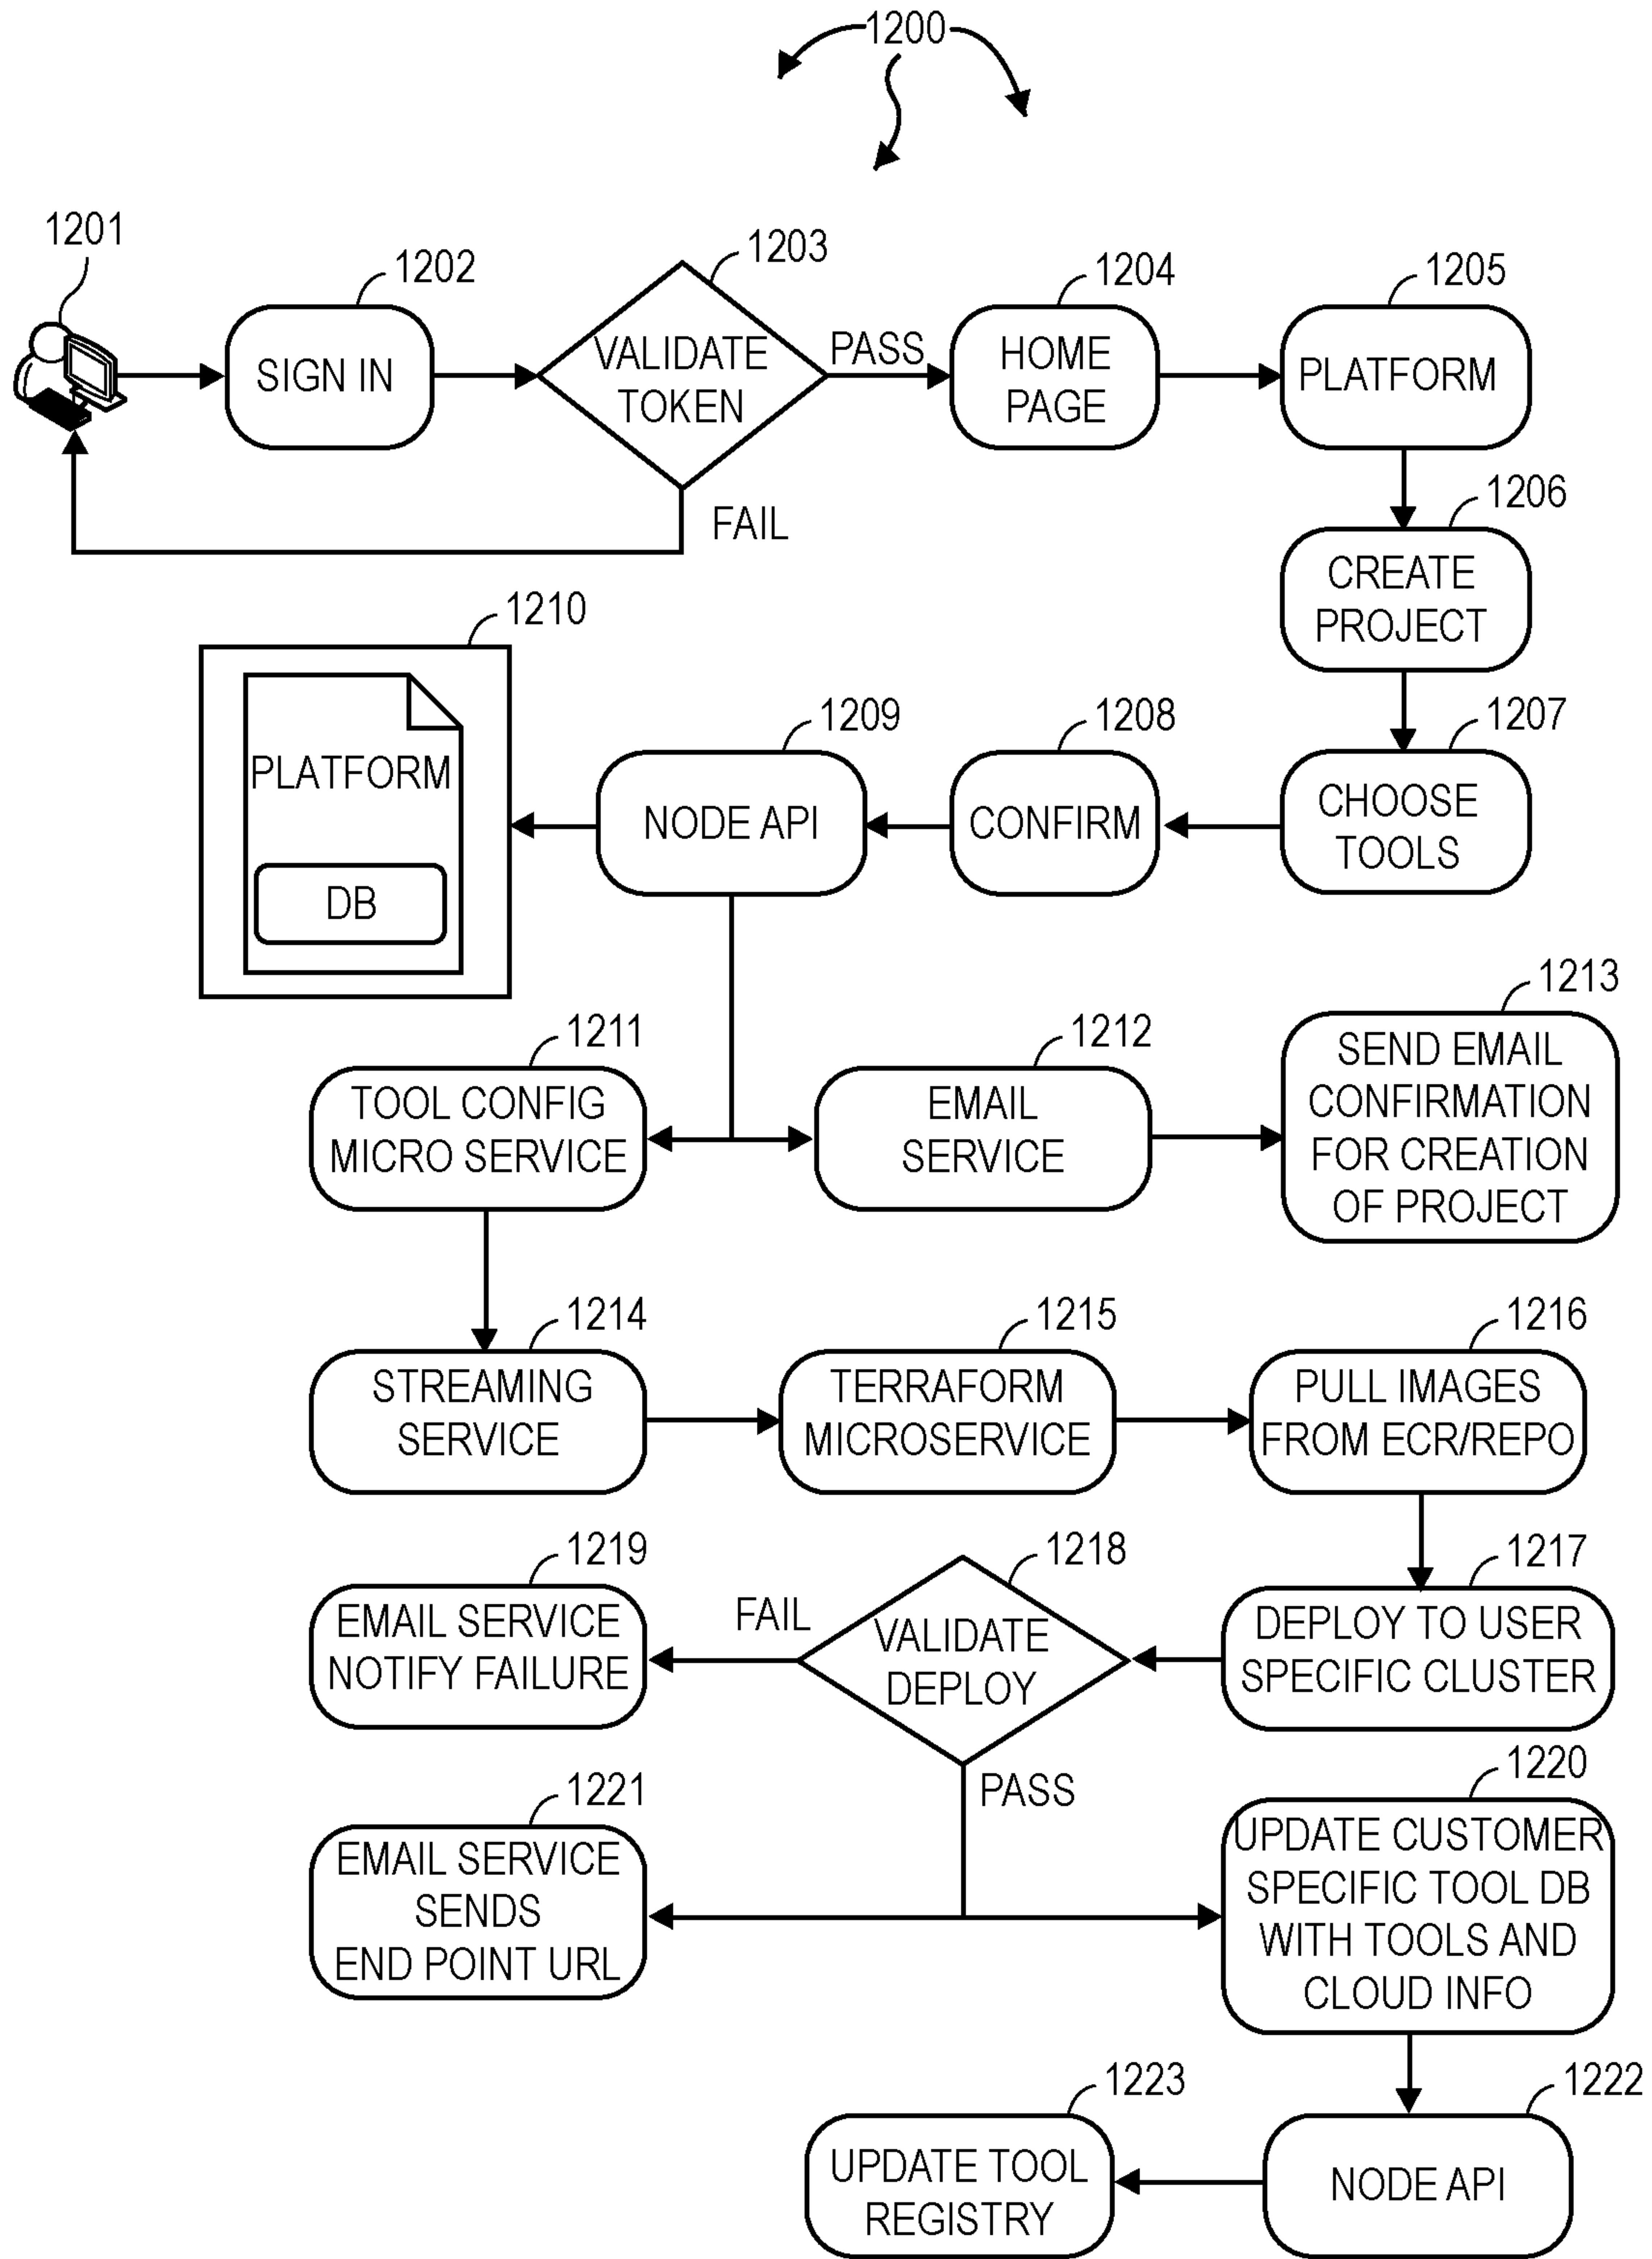 1200
1201
1202
1203
1204
1205
SIGN IN
VALIDATE
TOKEN
PASS
HOME
PAGE
PLATFORM
FAIL
1206
CREATE
PROJECT
1210
PLATFORM
DB
1209
NODE API
1208
CONFIRM
1207
CHOOSE
TOOLS
1211
TOOL CONFIG
MICRO SERVICE
1212
EMAIL
SERVICE
1213
SEND EMAIL
CONFIRMATION
FOR CREATION
OF PROJECT
1214
STREAMING
SERVICE
1215
TERRAFORM
MICROSERVICE
1216
PULL IMAGES
FROM ECR/REPO
1219
EMAIL SERVICE
NOTIFY FAILURE
FAIL
1218
VALIDATE
DEPLOY
1217
DEPLOY TO USER
SPECIFIC CLUSTER
PASS
1221
EMAIL SERVICE
SENDS
END POINT URL
1220
UPDATE CUSTOMER
SPECIFIC TOOL DB
WITH TOOLS AND
CLOUD INFO
1223
UPDATE TOOL
REGISTRY
1222
NODE API